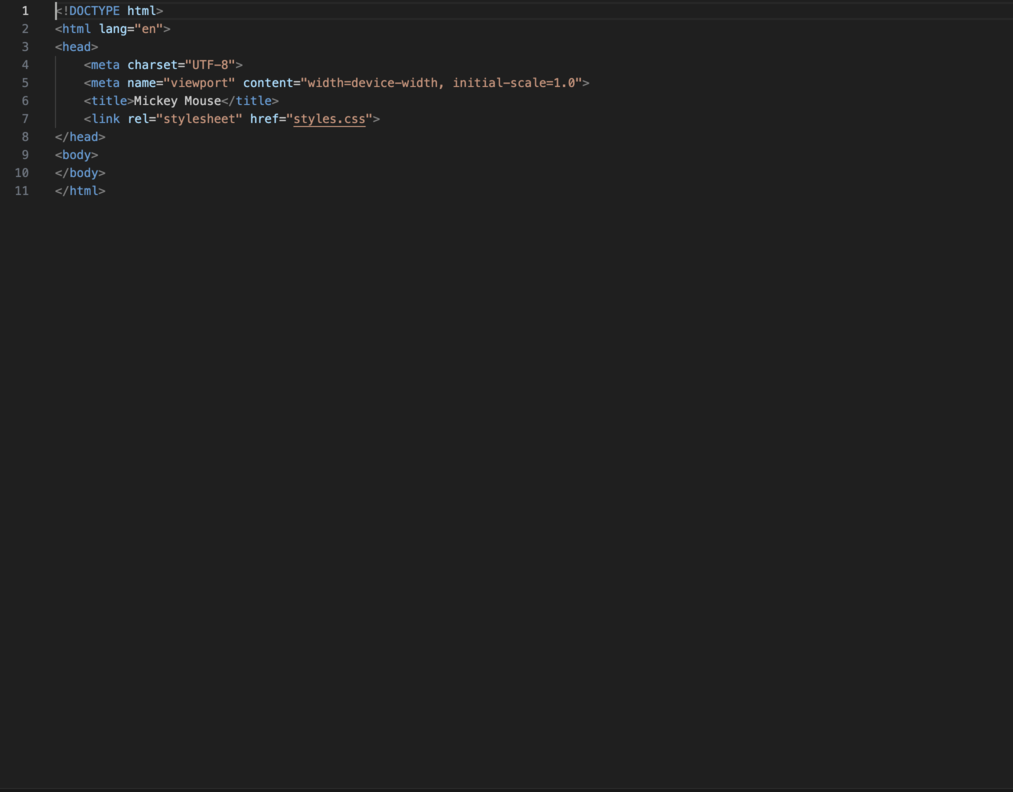 1 <!DOCTYPE html>
2 <html lang="en">
3 <head>
4     <meta charset="UTF-8">
5     <meta name="viewport" content="width=device-width, initial-scale=1.0">
6     <title>Mickey Mouse</title>
7     <link rel="stylesheet" href="styles.css">
8 </head>
9 <body>
10 </body>
11 </html>